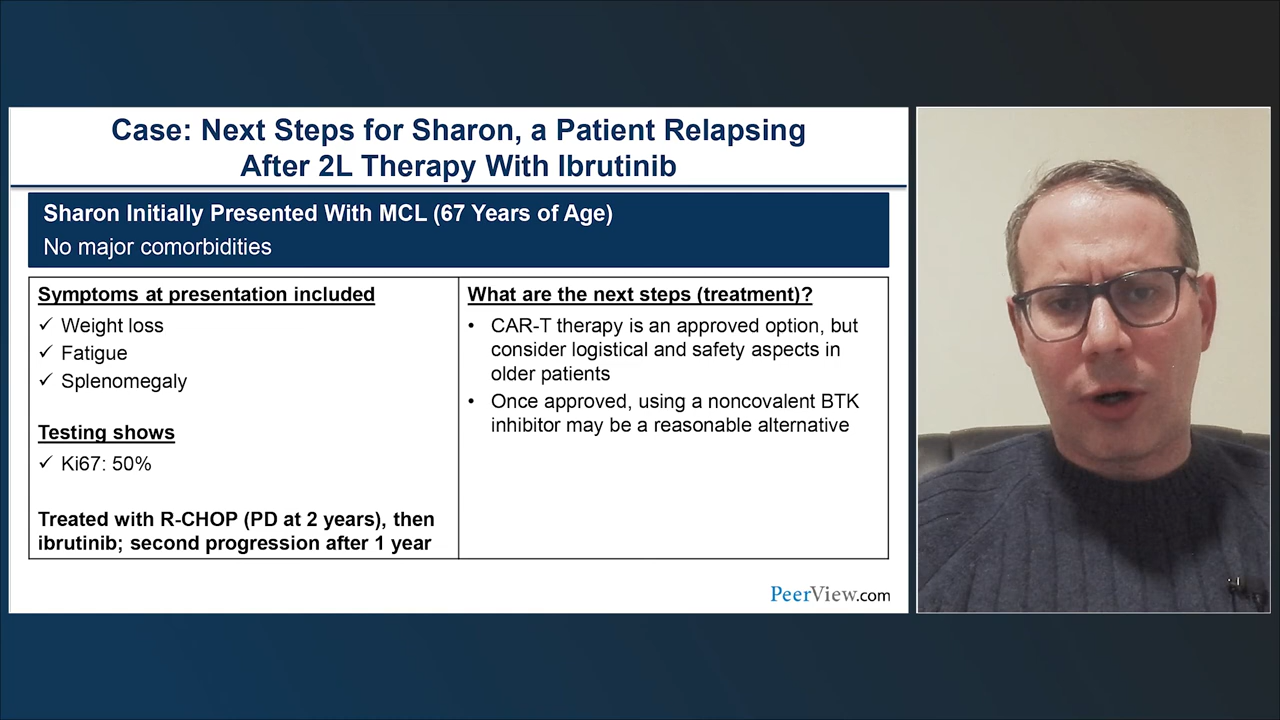 Case: Next Steps for Sharon, a Patient Relapsing
After 2L Therapy With Ibrutinib
Sharon Initially Presented With MCL (67 Years of Age)
No major comorbidities
Symptoms at presentation included
✓ Weight loss
✓ Fatigue
✓ Splenomegaly
Testing shows
✓ Ki67: 50%
Treated with R-CHOP (PD at 2 years), then
ibrutinib; second progression after 1 year
What are the next steps (treatment)?
• CAR-T therapy is an approved option, but
consider logistical and safety aspects in
older patients
• Once approved, using a noncovalent BTK
inhibitor may be a reasonable alternative
PeerView.com